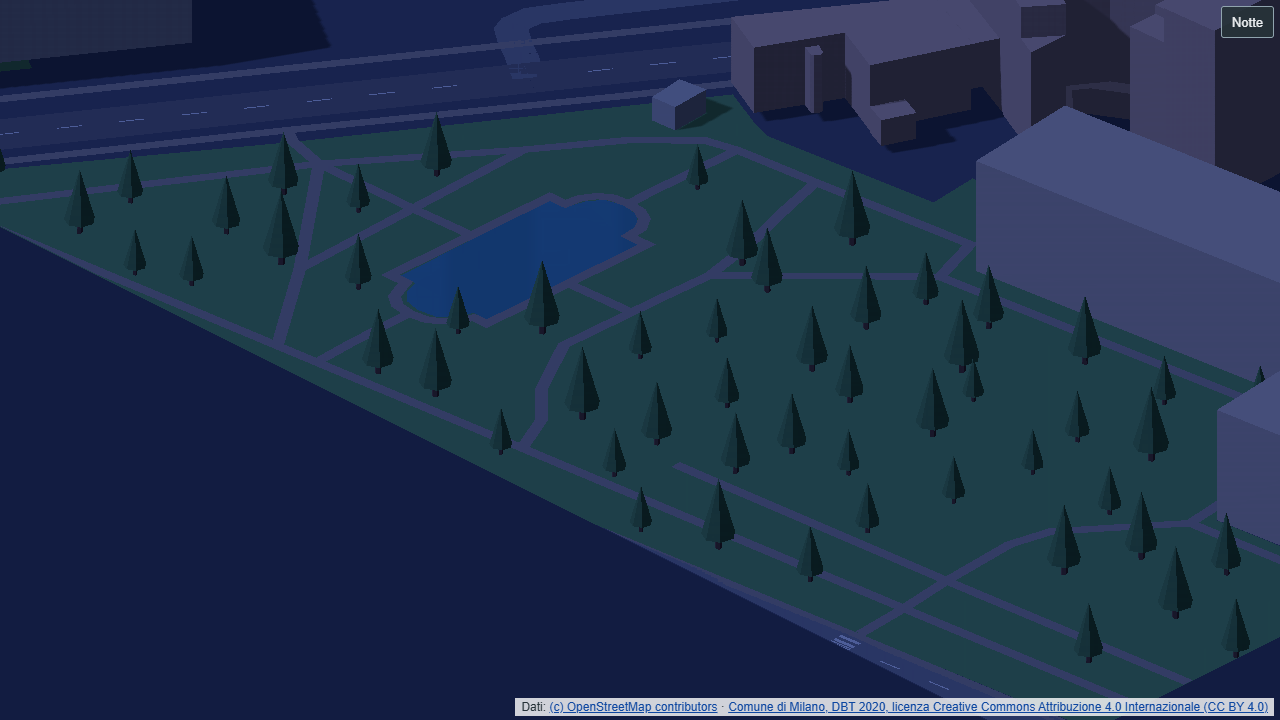 Notte
Dati: (c) OpenStreetMap contributors · Comune di Milano, DBT 2020, licenza Creative Commons Attribuzione 4.0 Internazionale (CC BY 4.0)